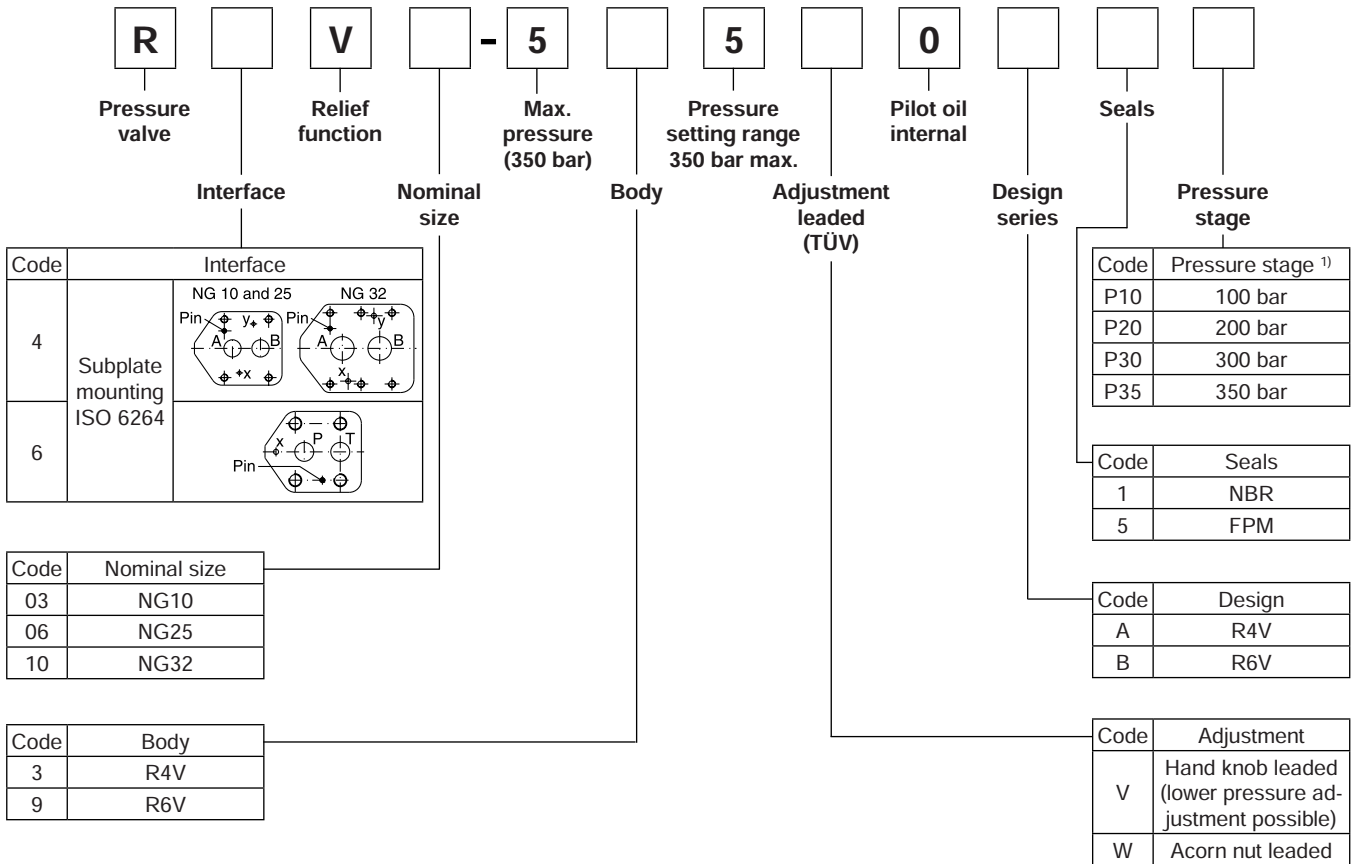 R V - 5 5 0
Pressure valve
Relief function
Max. pressure (350 bar)
Pressure setting range 350 bar max.
Pilot oil internal
Seals
Interface
Nominal size
Body
Adjustment leaded (TÜV)
Design series
Pressure stage
Code Interface
4
6
Subplate mounting ISO 6264
NG 10 and 25 NG 32
Pin y A B x
Pin y A B x
x P T
Pin
Code Pressure stage 1)
P10 100 bar
P20 200 bar
P30 300 bar
P35 350 bar
Code Seals
1 NBR
5 FPM
Code Nominal size
03 NG10
06 NG25
10 NG32
Code Design
A R4V
B R6V
Code Body
3 R4V
9 R6V
Code Adjustment
V Hand knob leaded
(lower pressure ad-
justment possible)
W Acorn nut leaded